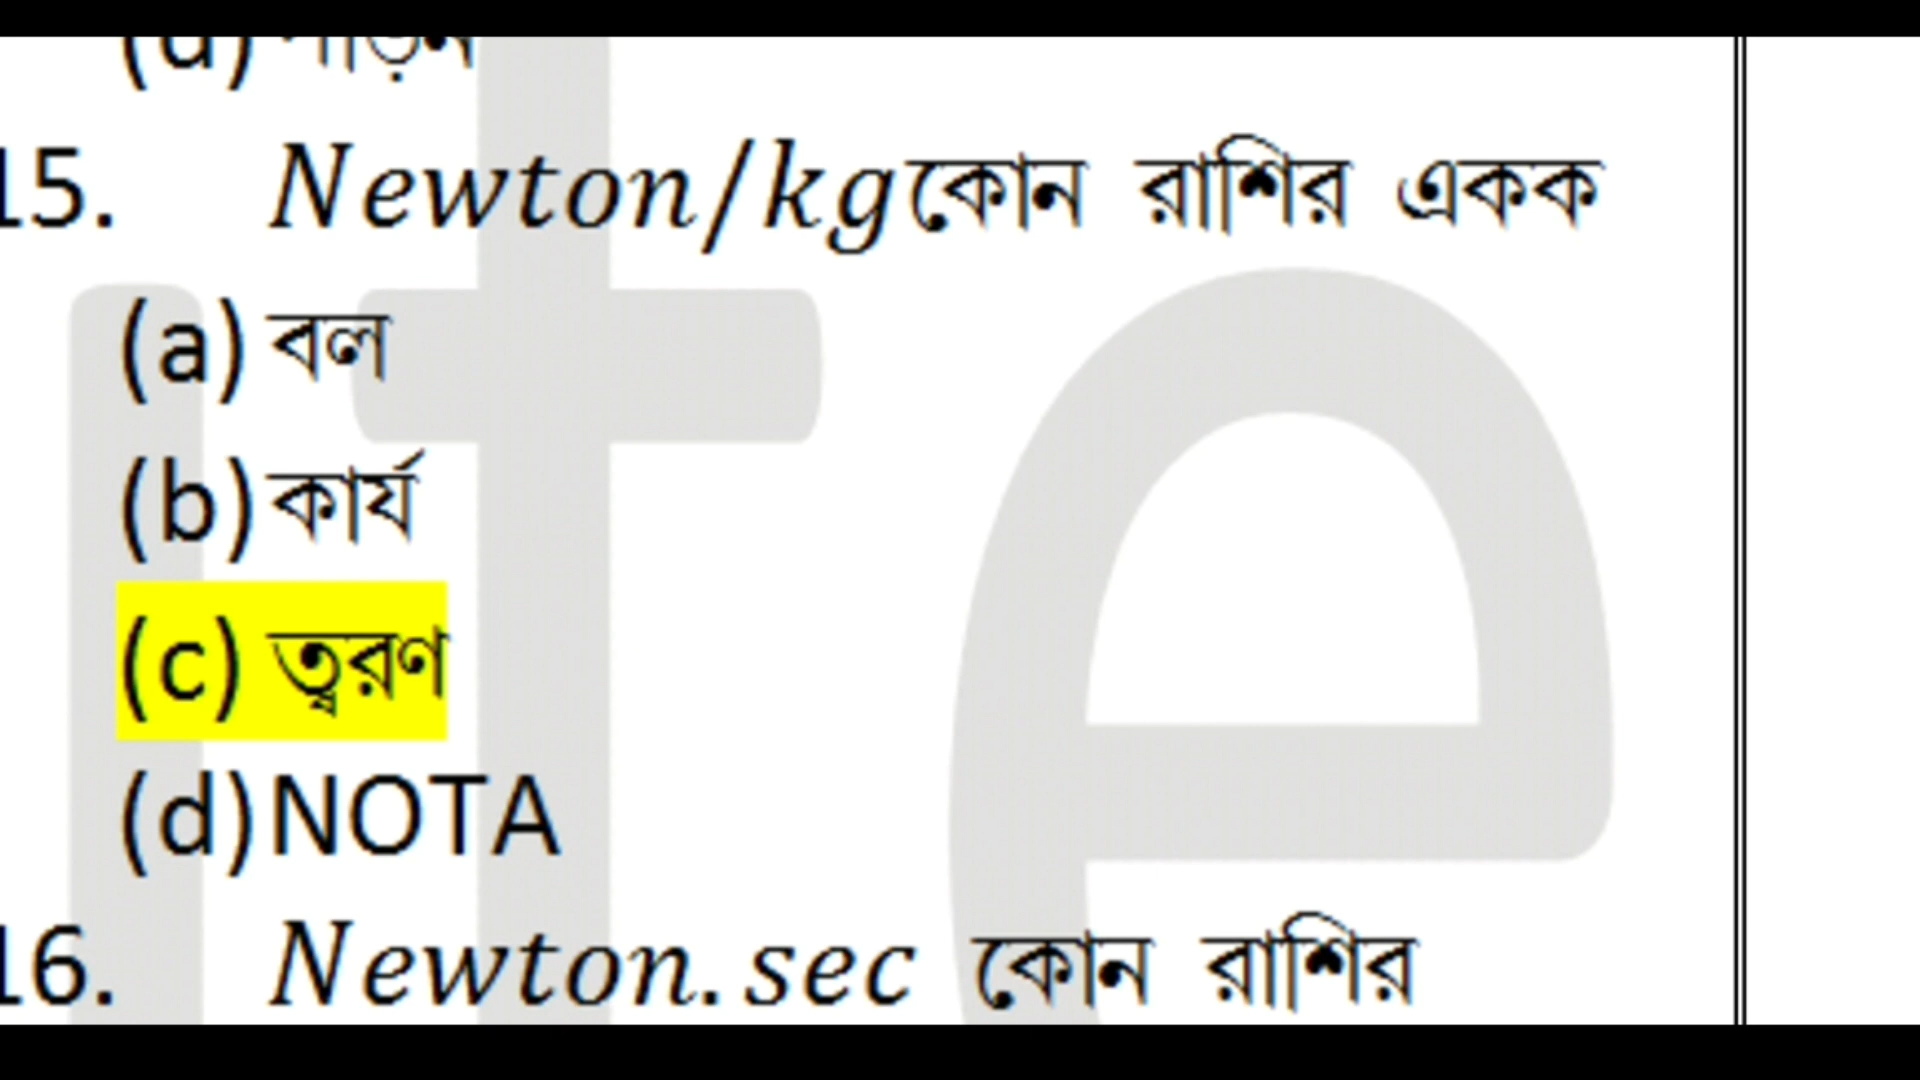 15. Newton/kgকোন রাশির একক
(a) বল
(b) কার্য
(c) ত্বরণ
(d) NOTA
16. Newton.sec কোন রাশির